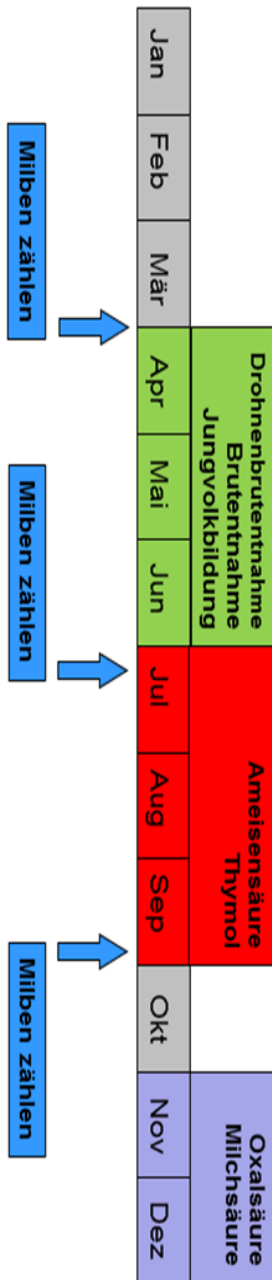 Drohnenbrutentnahme
Brutentnahme
Jungvolkbildung
Ameisensäure
Thymol
Oxalsäure
Milchsäure
Jan Feb Mär Apr Mai Jun Jul Aug Sep Okt Nov Dez
Milben zählen
Milben zählen
Milben zählen